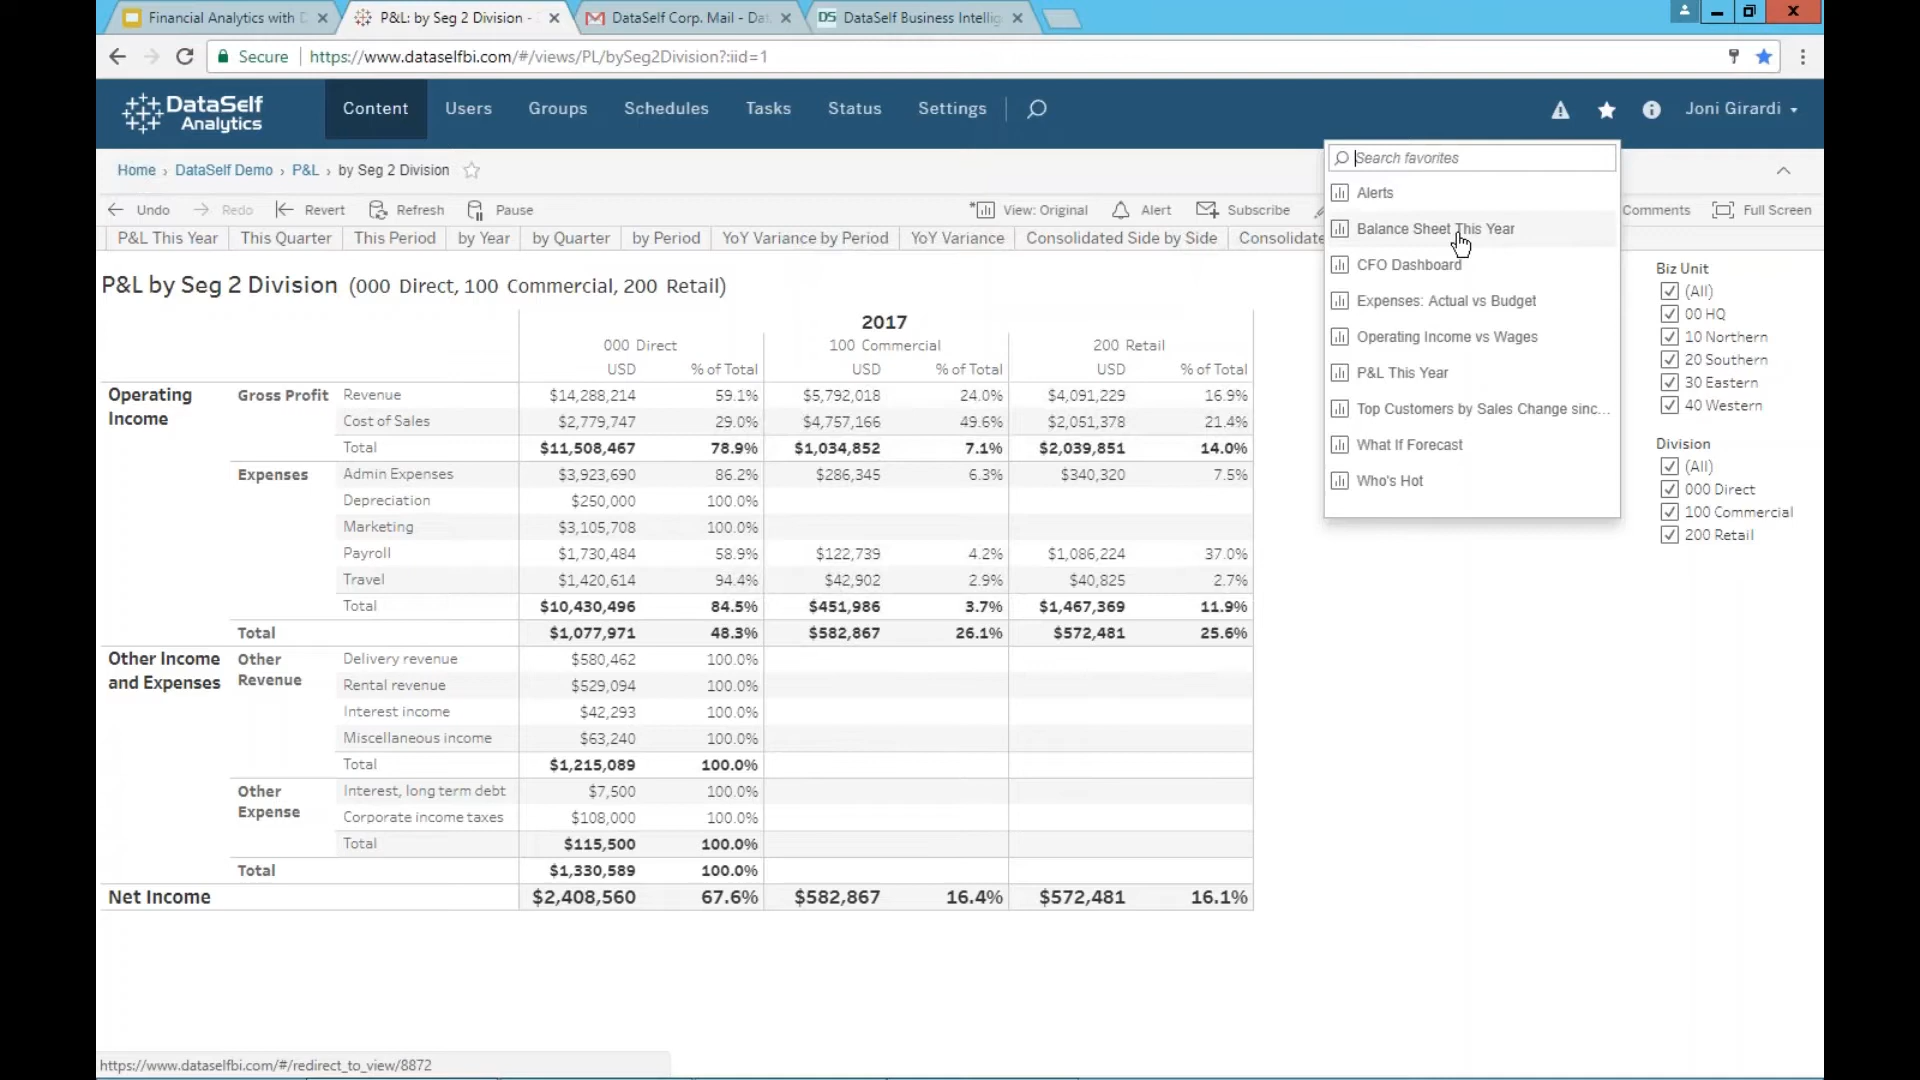 Financial Analytics with D
P&L: by Seg 2 Division -
DataSelf Corp. Mail - Dat
DS DataSelf Business Intellig
Secure https://www.dataselfbi.com/#/views/PL/bySeg2Division?:iid=1
DataSelf Analytics
Content Users Groups Schedules Tasks Status Settings
Joni Girardi
Home › DataSelf Demo › P&L › by Seg 2 Division
Undo Redo Revert Refresh Pause View: Original Alert Subscribe Comments Full Screen
P&L This Year This Quarter This Period by Year by Quarter by Period YoY Variance by Period YoY Variance Consolidated Side by Side Consolidate
Search favorites
Alerts
Balance Sheet This Year
CFO Dashboard
Expenses: Actual vs Budget
Operating Income vs Wages
P&L This Year
Top Customers by Sales Change sinc...
What If Forecast
Who's Hot
Biz Unit
(All)
00 HQ
10 Northern
20 Southern
30 Eastern
40 Western
Division
(All)
000 Direct
100 Commercial
200 Retail
P&L by Seg 2 Division (000 Direct, 100 Commercial, 200 Retail)
2017
000 Direct 100 Commercial 200 Retail
USD % of Total USD % of Total USD % of Total
Operating Income Gross Profit Revenue $14,288,214 59.1% $5,792,018 24.0% $4,091,229 16.9%
Cost of Sales $2,779,747 29.0% $4,757,166 49.6% $2,051,378 21.4%
Total $11,508,467 78.9% $1,034,852 7.1% $2,039,851 14.0%
Expenses Admin Expenses $3,923,690 86.2% $286,345 6.3% $340,320 7.5%
Depreciation $250,000 100.0%
Marketing $3,105,708 100.0%
Payroll $1,730,484 58.9% $122,739 4.2% $1,086,224 37.0%
Travel $1,420,614 94.4% $42,902 2.9% $40,825 2.7%
Total $10,430,496 84.5% $451,986 3.7% $1,467,369 11.9%
Total $1,077,971 48.3% $582,867 26.1% $572,481 25.6%
Other Income and Expenses Other Revenue Delivery revenue $580,462 100.0%
Rental revenue $529,094 100.0%
Interest income $42,293 100.0%
Miscellaneous income $63,240 100.0%
Total $1,215,089 100.0%
Other Expense Interest, long term debt $7,500 100.0%
Corporate income taxes $108,000 100.0%
Total $115,500 100.0%
Total $1,330,589 100.0%
Net Income $2,408,560 67.6% $582,867 16.4% $572,481 16.1%
https://www.dataselfbi.com/#/redirect_to_view/8872